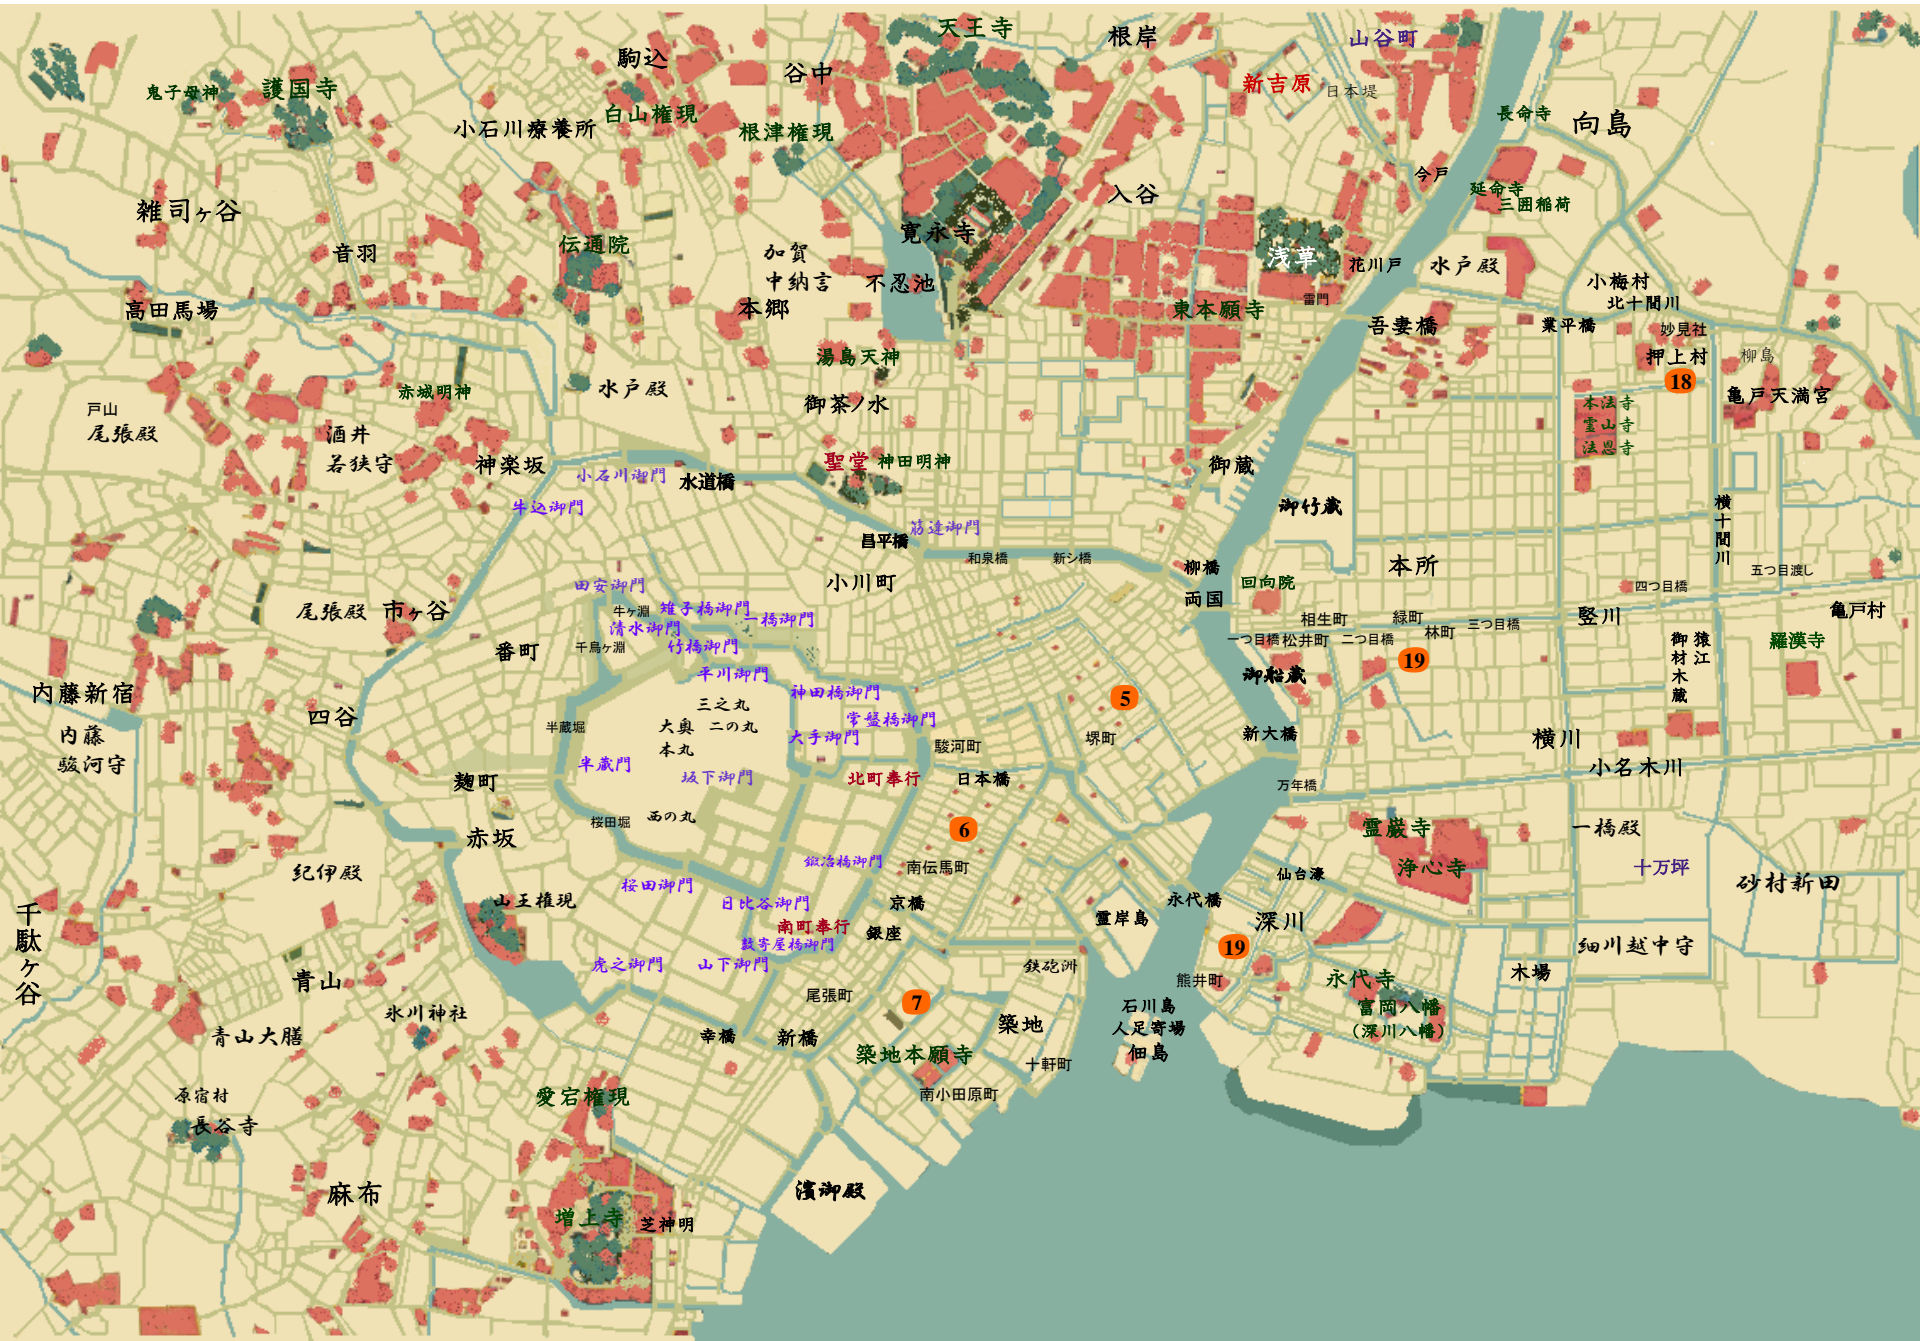 天王寺
根岸
山谷町
駒込
谷中
新吉原
日本堤
鬼子母神
護国寺
白山権現
小石川療養所
根津権現
長命寺
向島
今戸
延命寺
三囲稲荷
入谷
雑司ヶ谷
音羽
伝通院
寛永寺
浅草
花川戸
水戸殿
加賀
中納言
不忍池
小梅村
北十間川
高田馬場
本郷
東本願寺
雷門
吾妻橋
業平橋
妙見社
押上村
柳島
18
湯島天神
赤城明神
水戸殿
御茶ノ水
亀戸天満宮
本法寺
霊山寺
法恩寺
戸山
尾張殿
酒井
若狭守
神楽坂
小石川御門
水道橋
聖堂
神田明神
御蔵
御竹蔵
牛込御門
筋違御門
昌平橋
和泉橋
新シ橋
横十間川
柳橋
両国
回向院
本所
五つ目渡し
四つ目橋
小川町
田安御門
牛ヶ淵
雉子橋御門
一橋御門
清水御門
竹橋御門
千鳥ヶ淵
尾張殿
市ヶ谷
番町
相生町
緑町
林町
三つ目橋
竪川
亀戸村
一つ目橋
松井町
二つ目橋
19
御材木蔵
猿江
羅漢寺
平川御門
神田橋御門
御船蔵
5
内藤新宿
四谷
三之丸
大奥
二の丸
本丸
常盤橋御門
大手御門
半蔵堀
内藤
駿河守
駿河町
堺町
新大橋
横川
半蔵門
坂下御門
北町奉行
日本橋
小名木川
麹町
万年橋
桜田堀
西の丸
6
赤坂
霊巌寺
一橋殿
鍛冶橋御門
南伝馬町
浄心寺
十万坪
砂村新田
紀伊殿
仙台濠
桜田御門
日比谷御門
京橋
山王権現
永代橋
霊岸島
深川
千駄ヶ谷
南町奉行
銀座
数寄屋橋御門
19
細川越中守
虎之御門
山下御門
鉄砲洲
熊井町
永代寺
木場
青山
尾張町
7
石川島
人足寄場
佃島
富岡八幡
(深川八幡)
氷川神社
青山大膳
幸橋
新橋
築地
築地本願寺
十軒町
南小田原町
原宿村
長谷寺
愛宕権現
麻布
濱御殿
増上寺
芝神明